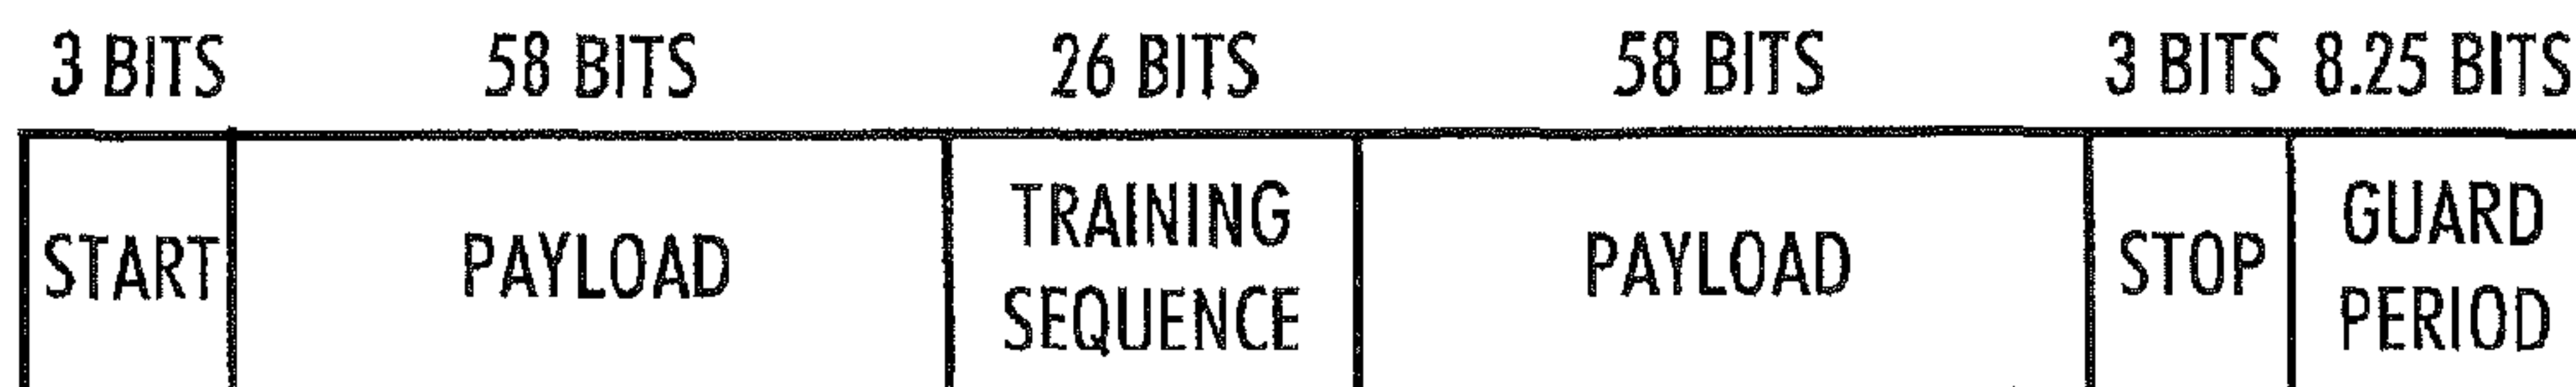 3 BITS 58 BITS 26 BITS 58 BITS 3 BITS 8.25 BITS
START PAYLOAD TRAINING SEQUENCE PAYLOAD STOP GUARD PERIOD